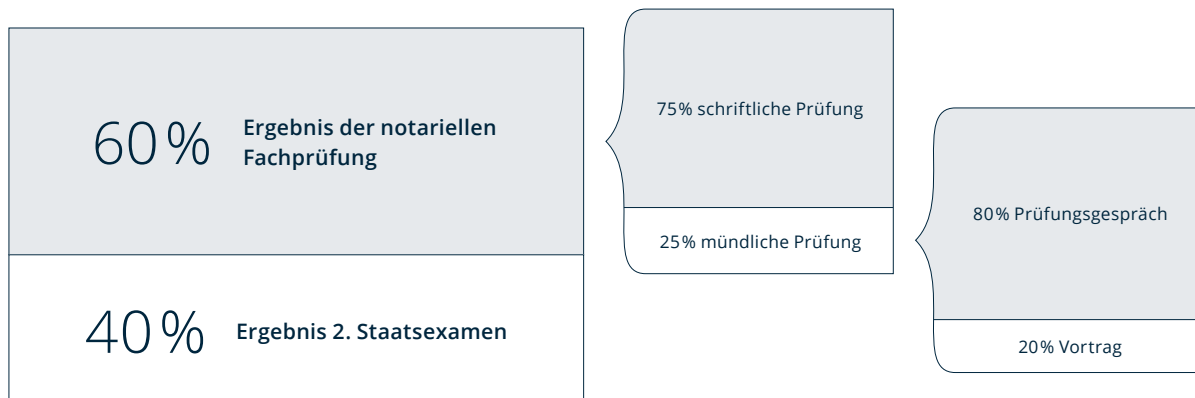 60 % Ergebnis der notariellen
Fachprüfung
40 % Ergebnis 2. Staatsexamen
75% schriftliche Prüfung
25% mündliche Prüfung
80% Prüfungsgespräch
20% Vortrag